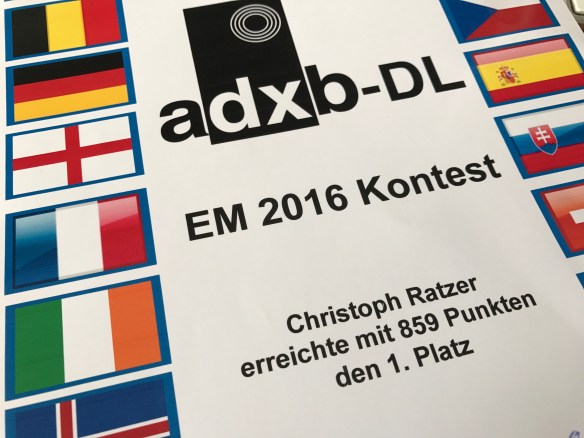 adxb-DL
EM 2016 Kontest
Christoph Ratzer
erreichte mit 859 Punkten
den 1. Platz